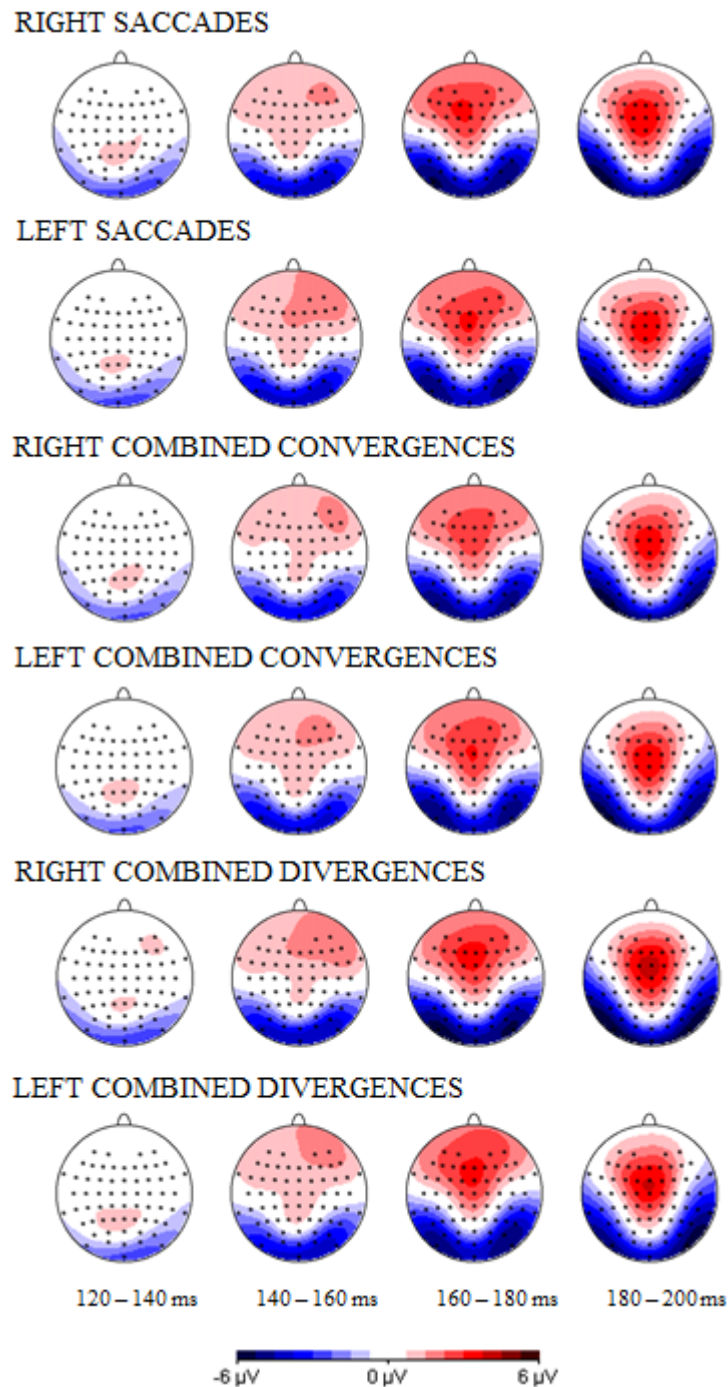 RIGHT SACCADES
LEFT SACCADES
RIGHT COMBINED CONVERGENCES
LEFT COMBINED CONVERGENCES
RIGHT COMBINED DIVERGENCES
LEFT COMBINED DIVERGENCES
120 – 140 ms 140 – 160 ms 160 – 180 ms 180 – 200 ms
-6 µV 0 µV 6 µV